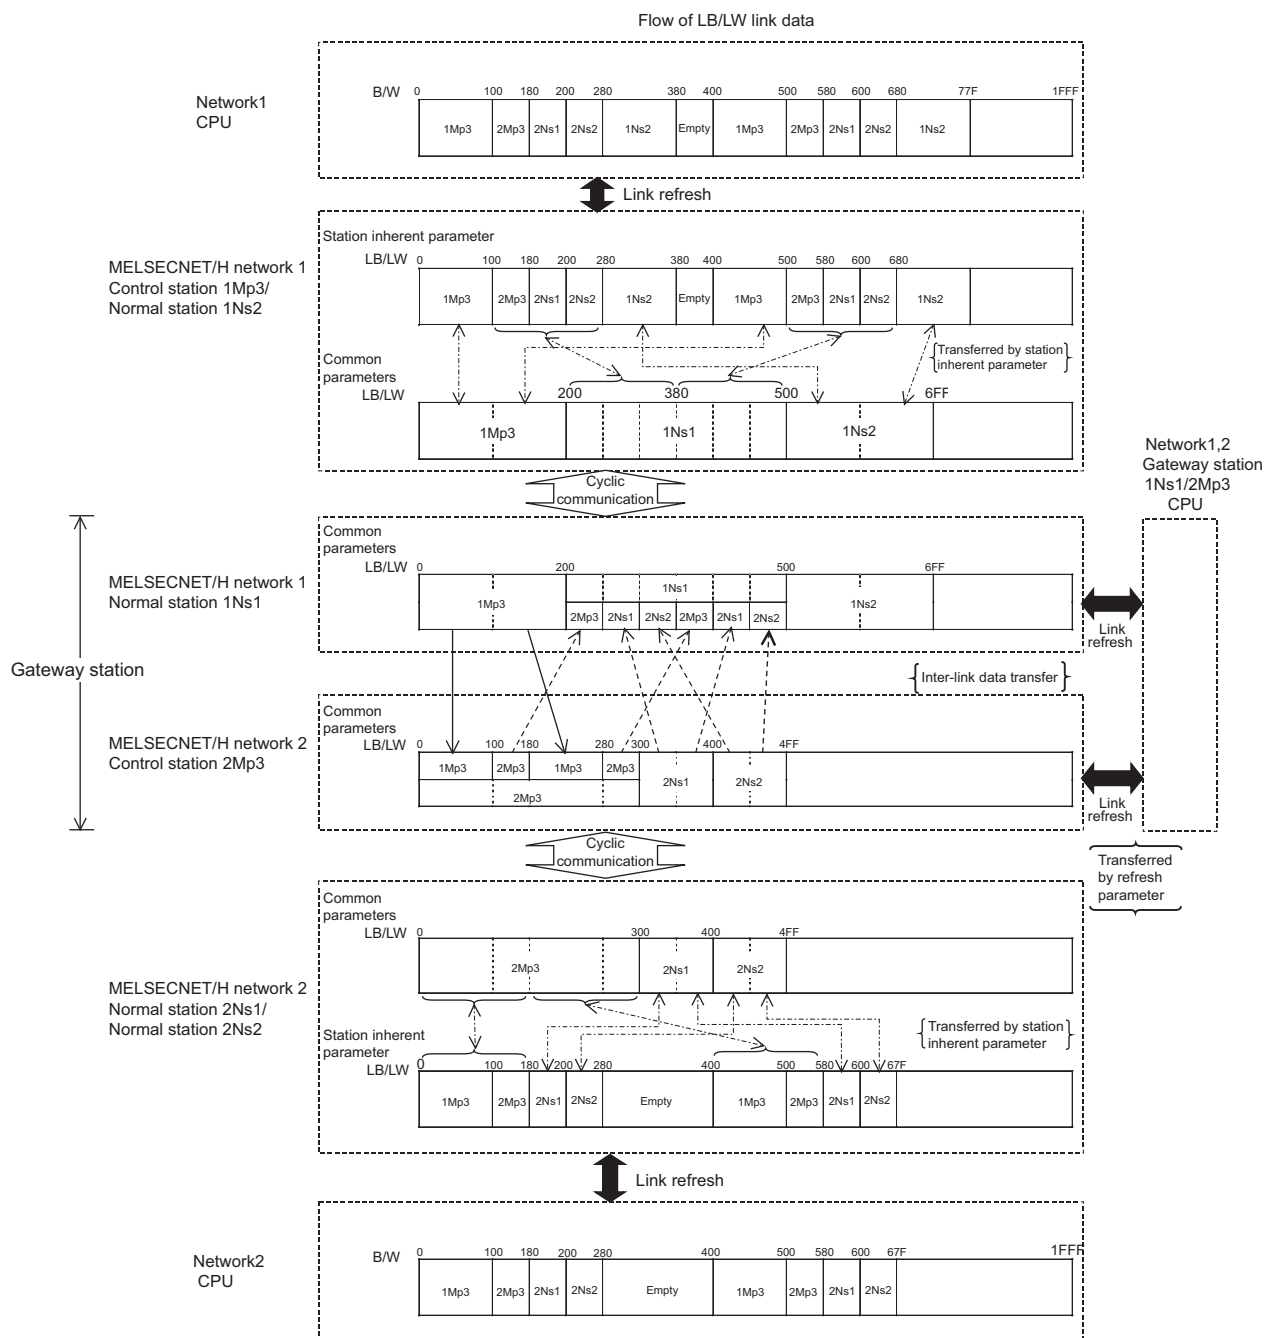 Flow of LB/LW link data
Network1
CPU
B/W 0 100 180 200 280 380 400 500 580 600 680 77F 1FFF
1Mp3 2Mp3 2Ns1 2Ns2 1Ns2 Empty 1Mp3 2Mp3 2Ns1 2Ns2 1Ns2
Link refresh
MELSECNET/H network 1
Control station 1Mp3/
Normal station 1Ns2
Station inherent parameter
LB/LW 0 100 180 200 280 380 400 500 580 600 680
1Mp3 2Mp3 2Ns1 2Ns2 1Ns2 Empty 1Mp3 2Mp3 2Ns1 2Ns2 1Ns2
Transferred by station
inherent parameter
Common
parameters
LB/LW 200 380 500 6FF
1Mp3 1Ns1 1Ns2
Cyclic
communication
Network1,2
Gateway station
1Ns1/2Mp3
CPU
Gateway station
MELSECNET/H network 1
Normal station 1Ns1
Common
parameters
LB/LW 0 200 500 6FF
1Mp3 1Ns1 1Ns2
2Mp3 2Ns1 2Ns2 2Mp3 2Ns1 2Ns2
Link
refresh
Inter-link data transfer
MELSECNET/H network 2
Control station 2Mp3
Common
parameters
LB/LW 0 100 180 280 300 400 4FF
1Mp3 2Mp3 1Mp3 2Mp3 2Ns1 2Ns2
2Mp3
Link
refresh
Cyclic
communication
Transferred
by refresh
parameter
MELSECNET/H network 2
Normal station 2Ns1/
Normal station 2Ns2
Common
parameters
LB/LW 0 300 400 4FF
2Mp3 2Ns1 2Ns2
Transferred by station
inherent parameter
Station inherent
parameter
LB/LW 0 100 180 200 280 400 500 580 600 67F
1Mp3 2Mp3 2Ns1 2Ns2 Empty 1Mp3 2Mp3 2Ns1 2Ns2
Link refresh
Network2
CPU
B/W 0 100 180 200 280 400 500 580 600 67F 1FFF
1Mp3 2Mp3 2Ns1 2Ns2 Empty 1Mp3 2Mp3 2Ns1 2Ns2